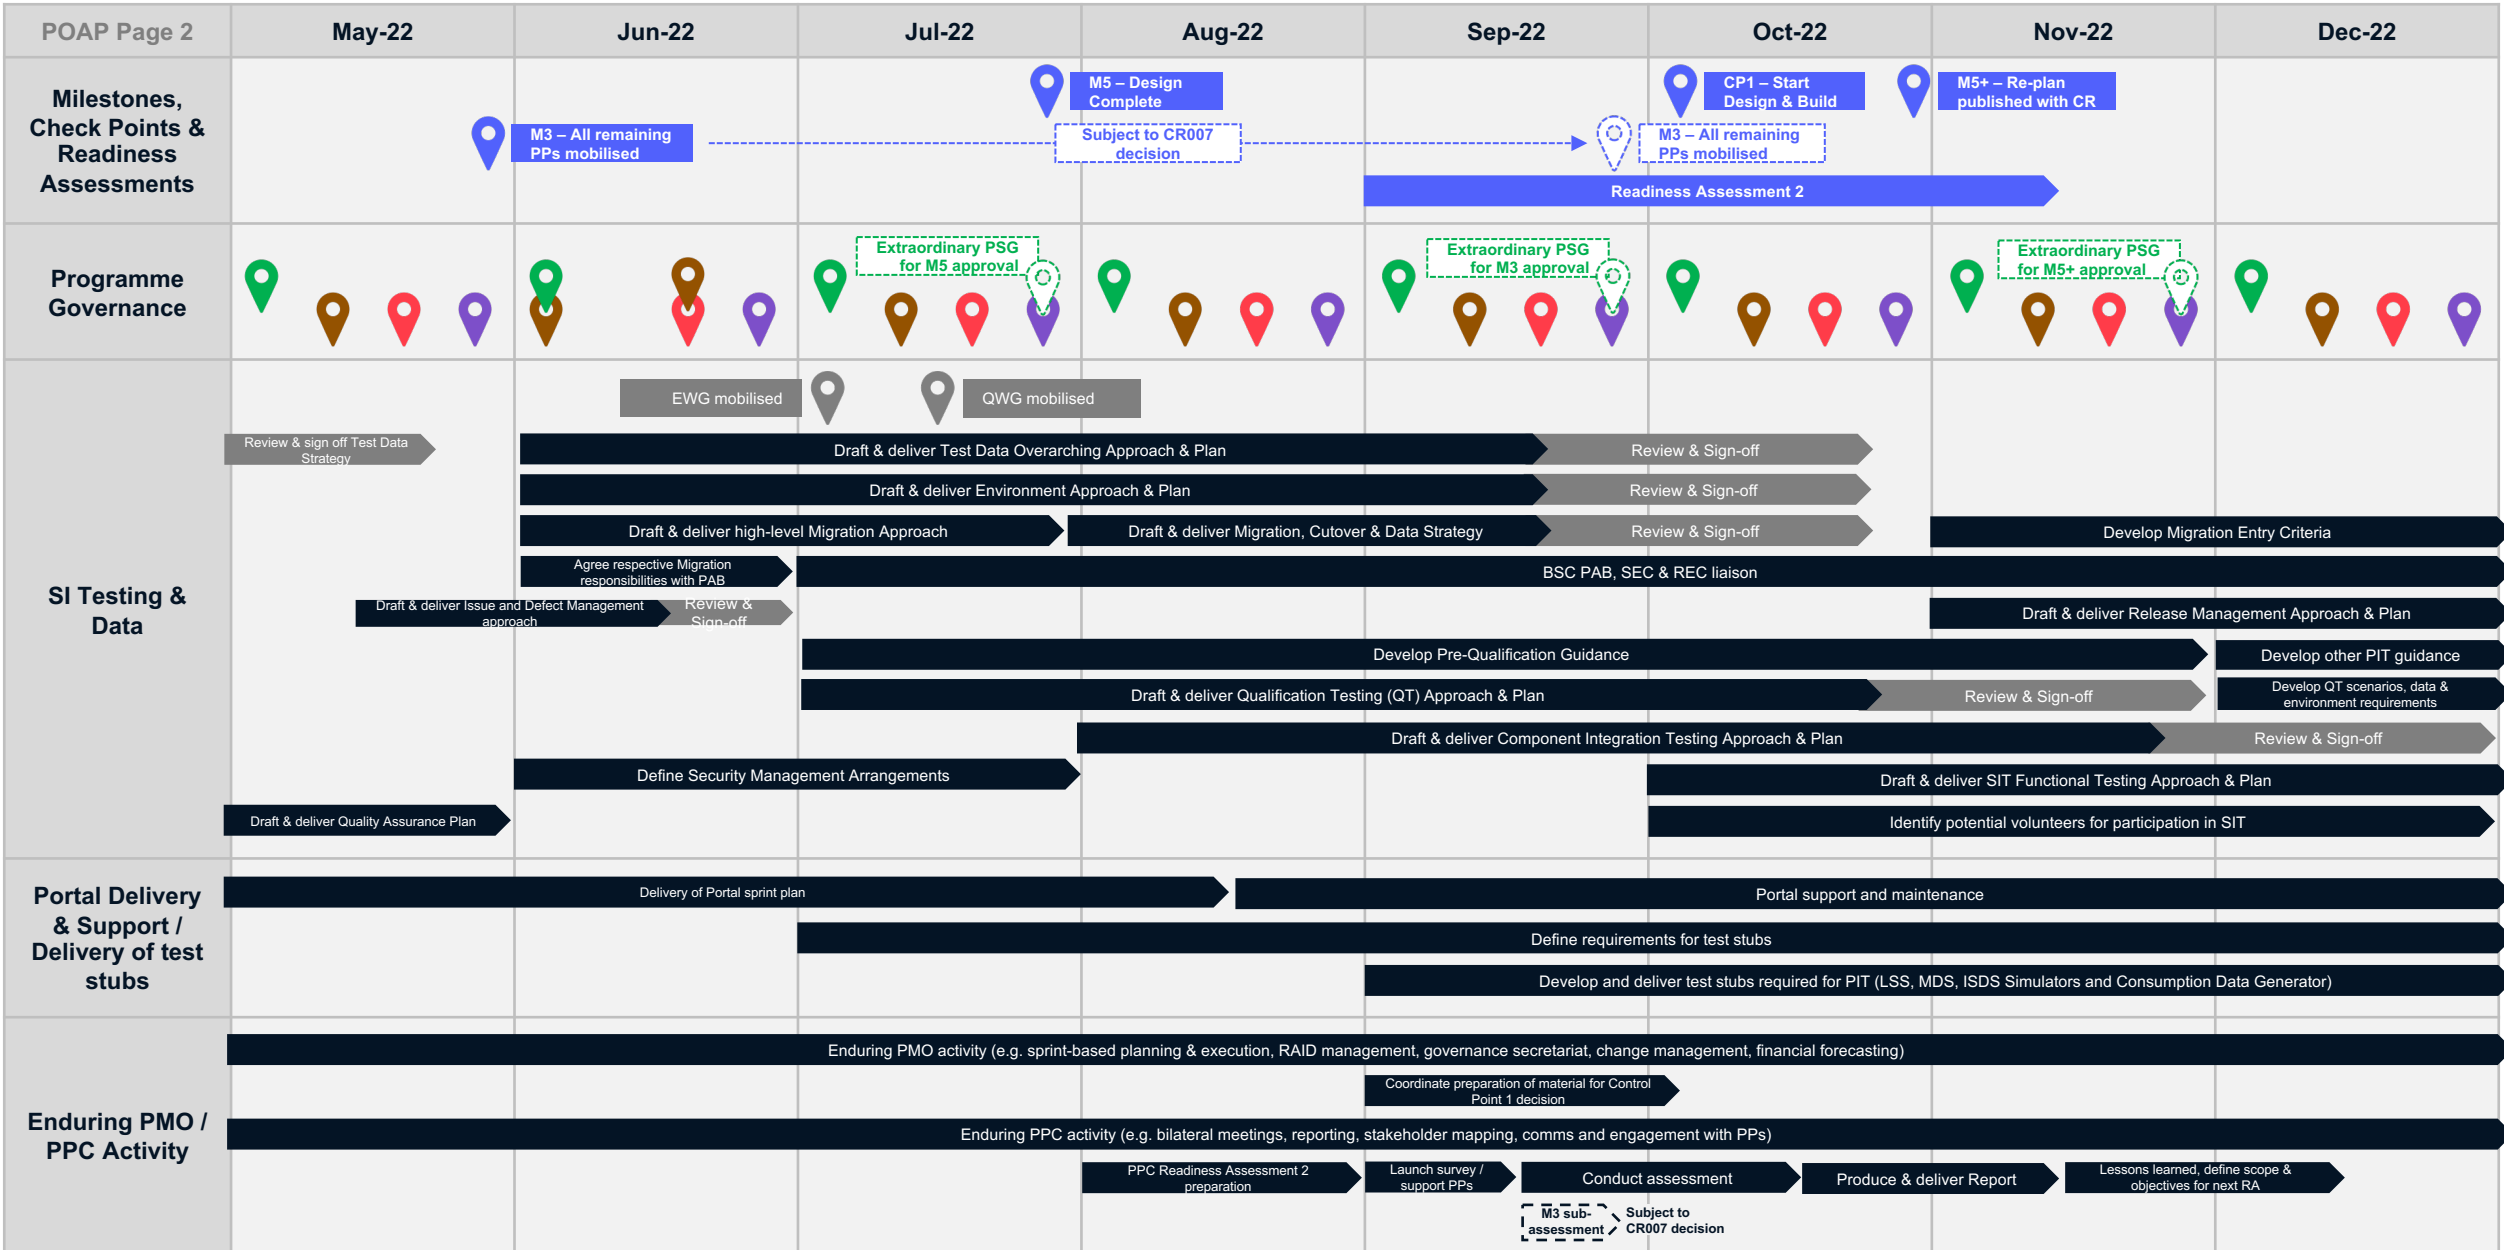 POAP Page 2
May-22
Jun-22
Jul-22
Aug-22
Sep-22
Oct-22
Nov-22
Dec-22
Milestones,
Check Points &
Readiness
Assessments
M5 – Design
Complete
CP1 – Start
Design & Build
M5+ – Re-plan
published with CR
M3 – All remaining
PPs mobilised
Subject to CR007
decision
M3 – All remaining
PPs mobilised
Readiness Assessment 2
Programme
Governance
Extraordinary PSG
for M5 approval
Extraordinary PSG
for M3 approval
Extraordinary PSG
for M5+ approval
SI Testing &
Data
EWG mobilised
QWG mobilised
Review & sign off Test Data
Strategy
Draft & deliver Test Data Overarching Approach & Plan
Review & Sign-off
Draft & deliver Environment Approach & Plan
Review & Sign-off
Draft & deliver high-level Migration Approach
Draft & deliver Migration, Cutover & Data Strategy
Review & Sign-off
Develop Migration Entry Criteria
Agree respective Migration
responsibilities with PAB
BSC PAB, SEC & REC liaison
Draft & deliver Issue and Defect Management
approach
Review &
Sign-off
Draft & deliver Release Management Approach & Plan
Develop Pre-Qualification Guidance
Develop other PIT guidance
Draft & deliver Qualification Testing (QT) Approach & Plan
Review & Sign-off
Develop QT scenarios, data &
environment requirements
Draft & deliver Component Integration Testing Approach & Plan
Review & Sign-off
Define Security Management Arrangements
Draft & deliver SIT Functional Testing Approach & Plan
Draft & deliver Quality Assurance Plan
Identify potential volunteers for participation in SIT
Portal Delivery
& Support /
Delivery of test
stubs
Delivery of Portal sprint plan
Portal support and maintenance
Define requirements for test stubs
Develop and deliver test stubs required for PIT (LSS, MDS, ISDS Simulators and Consumption Data Generator)
Enduring PMO /
PPC Activity
Enduring PMO activity (e.g. sprint-based planning & execution, RAID management, governance secretariat, change management, financial forecasting)
Coordinate preparation of material for Control
Point 1 decision
Enduring PPC activity (e.g. bilateral meetings, reporting, stakeholder mapping, comms and engagement with PPs)
PPC Readiness Assessment 2
preparation
Launch survey /
support PPs
Conduct assessment
Produce & deliver Report
Lessons learned, define scope &
objectives for next RA
M3 sub-
assessment
Subject to
CR007 decision